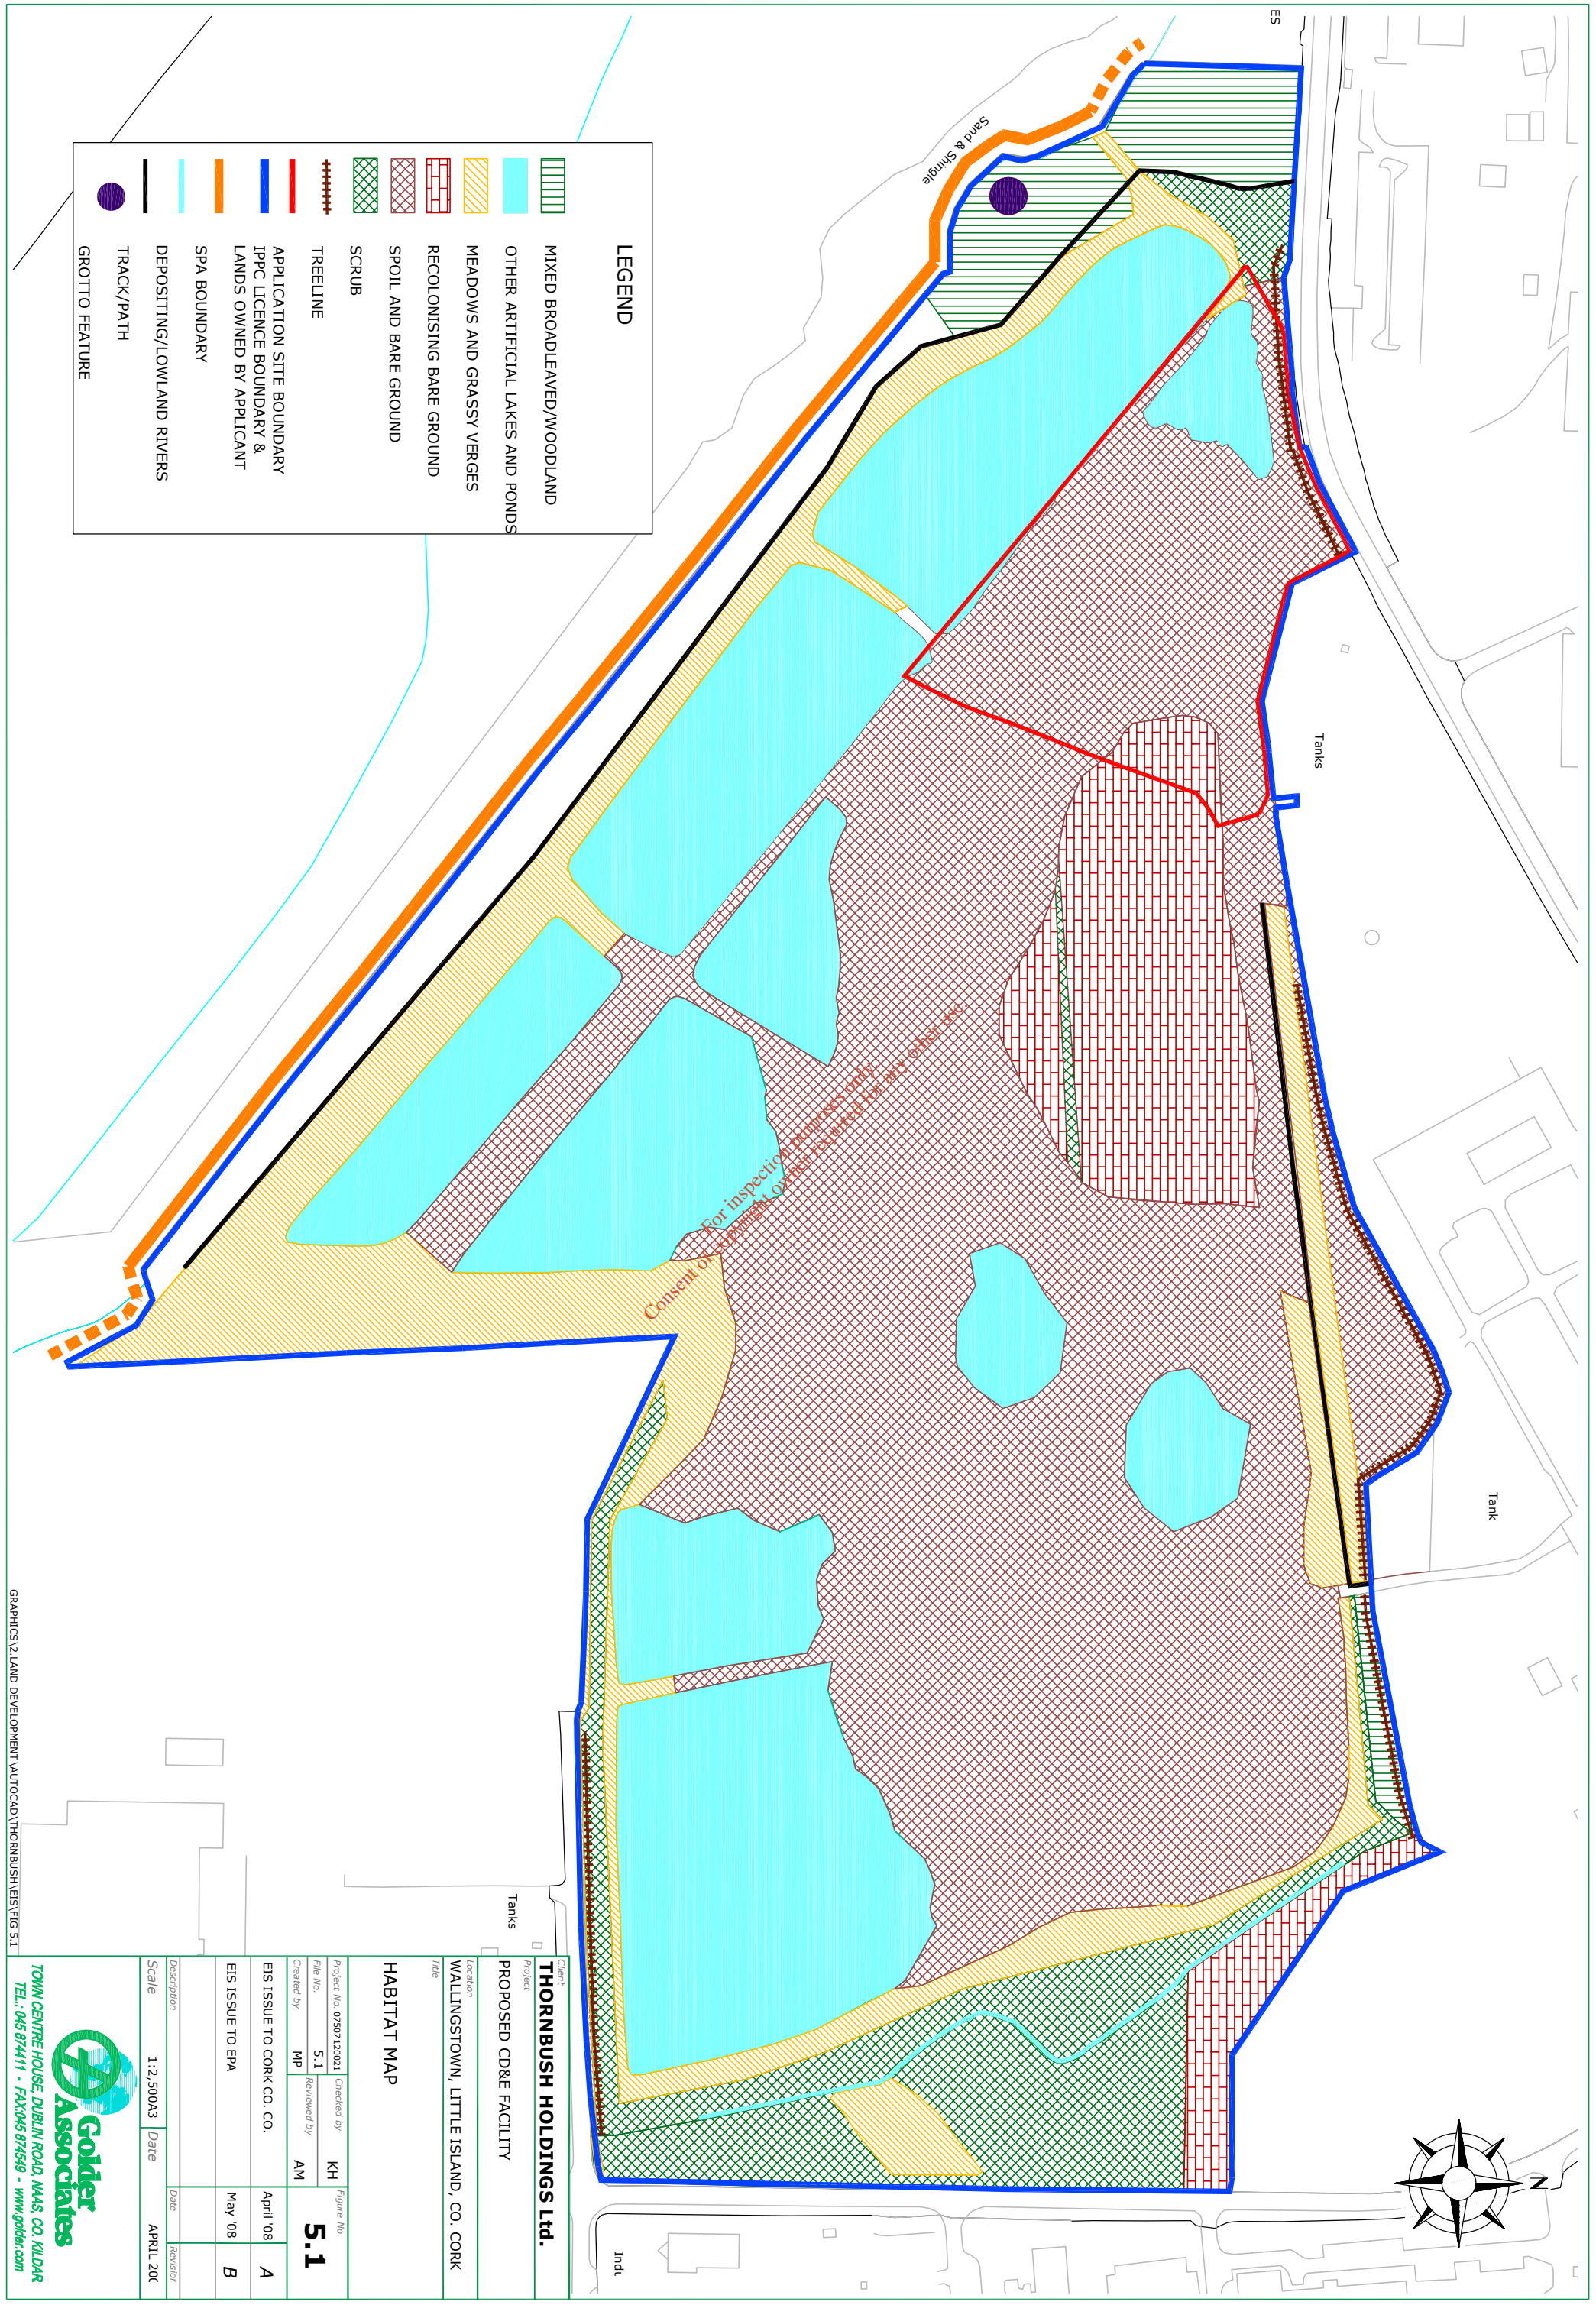 ES
Sand & Shingle
Tanks
Tank
Tanks
LEGEND
MIXED BROADLEAVED/WOODLAND
OTHER ARTIFICIAL LAKES AND PONDS
MEADOWS AND GRASSY VERGES
RECOLONISING BARE GROUND
SPOIL AND BARE GROUND
SCRUB
TREELINE
APPLICATION SITE BOUNDARY
IPPC LICENCE BOUNDARY &
LANDS OWNED BY APPLICANT
SPA BOUNDARY
DEPOSITING/LOWLAND RIVERS
TRACK/PATH
GROTTO FEATURE
For inspection purposes only.
Consent of copyright owner required for any other use.
N
Indu
Client
THORNBUSH HOLDINGS Ltd.
Project
PROPOSED CD&E FACILITY
Location
WALLINGSTOWN, LITTLE ISLAND, CO. CORK
Title
HABITAT MAP
Project No. 07507120021 Checked by KH Figure No.
File No. 5.1
Created by MP Reviewed by AM 5.1
EIS ISSUE TO CORK CO. CO. April '08 A
EIS ISSUE TO EPA May '08 B
Description Date Revision
Scale 1:2,500A3 Date APRIL 200
Golder
Associates
TOWN CENTRE HOUSE, DUBLIN ROAD, NAAS, CO. KILDAR
TEL.: 045 874411 - FAX:045 874549 - www.golder.com
GRAPHICS\2.LAND DEVELOPMENT\AUTOCAD\THORNBUSH\EIS\FIG 5.1